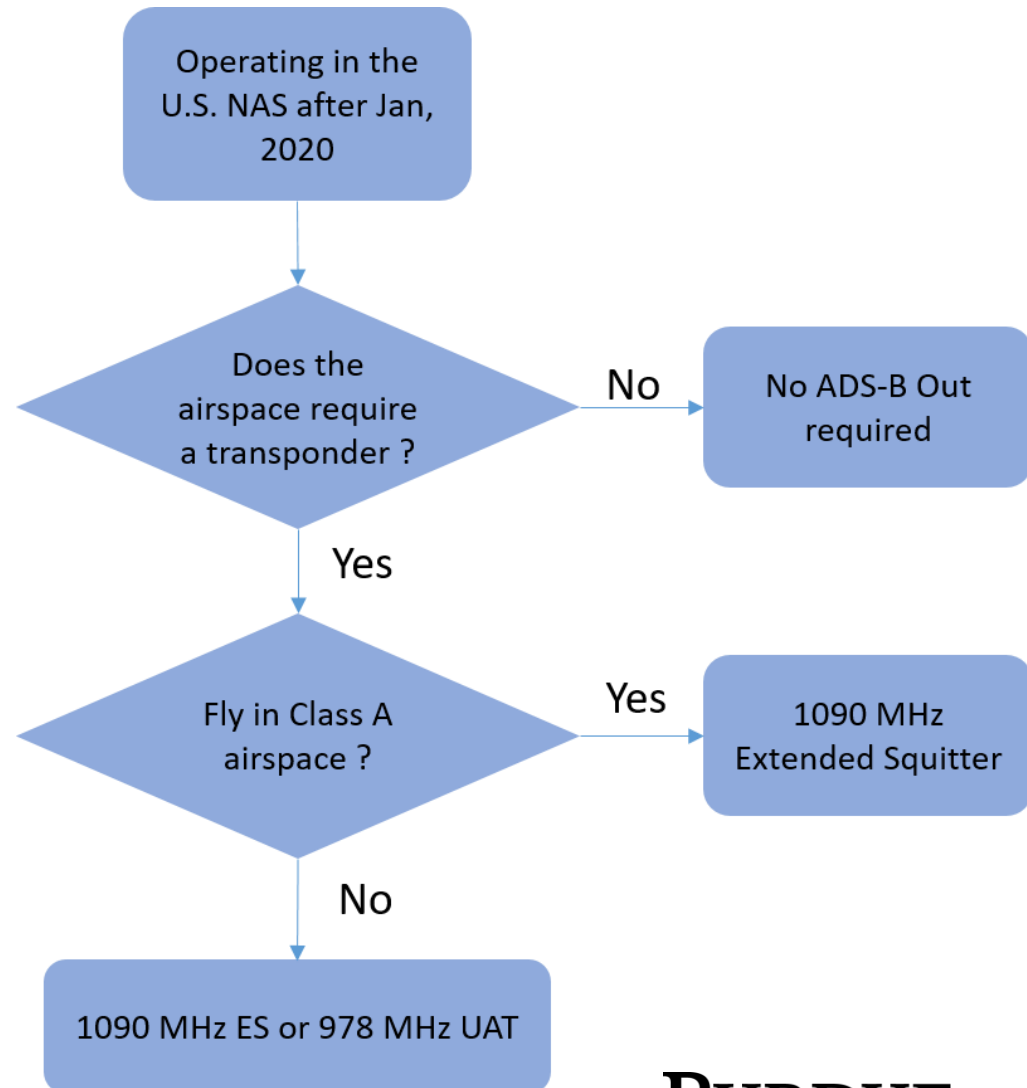 Operating in the
U.S. NAS after Jan,
2020
Does the
airspace require
a transponder ?
No
No ADS-B Out
required
Yes
Fly in Class A
airspace ?
Yes
1090 MHz
Extended Squitter
No
1090 MHz ES or 978 MHz UAT
PURDUE